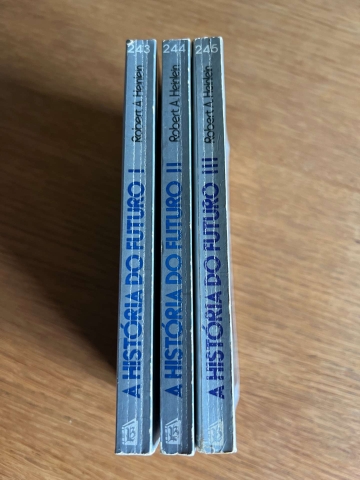 243
Robert A. Heinlein
A HISTÓRIA DO FUTURO I
244
Robert A. Heinlein
A HISTÓRIA DO FUTURO II
246
Robert A. Heinlein
A HISTÓRIA DO FUTURO III